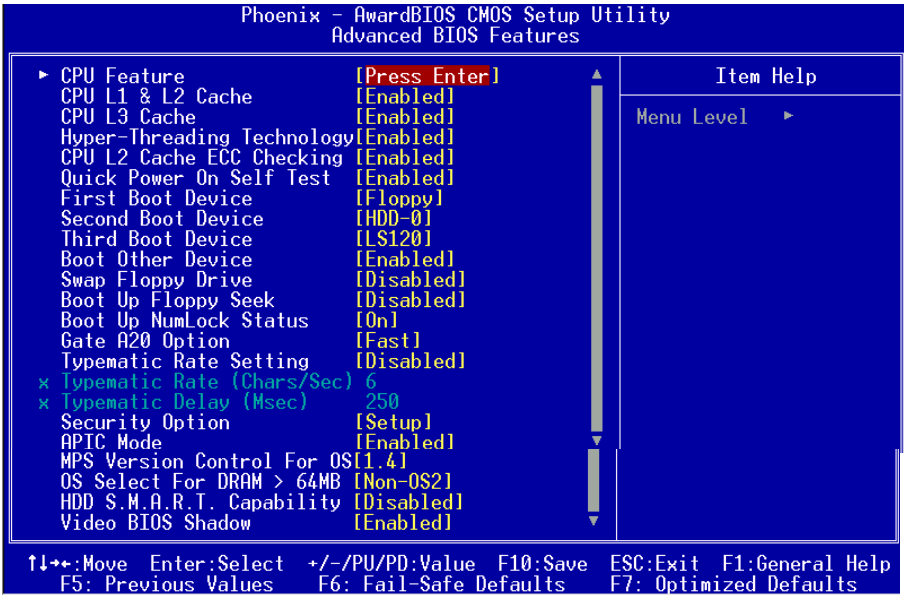 Phoenix - AwardBIOS CMOS Setup Utility
Advanced BIOS Features
► CPU Feature [Press Enter]
CPU L1 & L2 Cache [Enabled]
CPU L3 Cache [Enabled]
Hyper-Threading Technology[Enabled]
CPU L2 Cache ECC Checking [Enabled]
Quick Power On Self Test [Enabled]
First Boot Device [Floppy]
Second Boot Device [HDD-0]
Third Boot Device [LS120]
Boot Other Device [Enabled]
Swap Floppy Drive [Disabled]
Boot Up Floppy Seek [Disabled]
Boot Up NumLock Status [On]
Gate A20 Option [Fast]
Typematic Rate Setting [Disabled]
x Typematic Rate (Chars/Sec) 6
x Typematic Delay (Msec) 250
Security Option [Setup]
APIC Mode [Enabled]
MPS Version Control For OS[1.4]
OS Select For DRAM > 64MB [Non-OS2]
HDD S.M.A.R.T. Capability [Disabled]
Video BIOS Shadow [Enabled]
Item Help
Menu Level ►
↑↓→←:Move Enter:Select +/-/PU/PD:Value F10:Save ESC:Exit F1:General Help
F5: Previous Values F6: Fail-Safe Defaults F7: Optimized Defaults